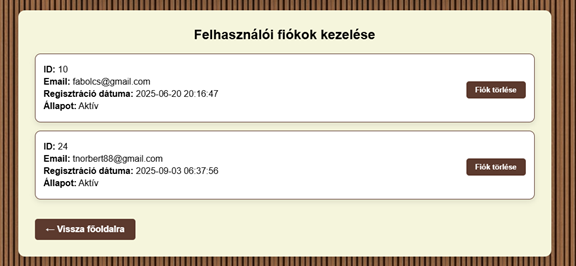 Felhasználói fiókok kezelése
ID: 10
Email: fabolcs@gmail.com
Regisztráció dátuma: 2025-06-20 20:16:47
Állapot: Aktív
Fiók törlése
ID: 24
Email: tnorbert88@gmail.com
Regisztráció dátuma: 2025-09-03 06:37:56
Állapot: Aktív
Fiók törlése
← Vissza főoldalra